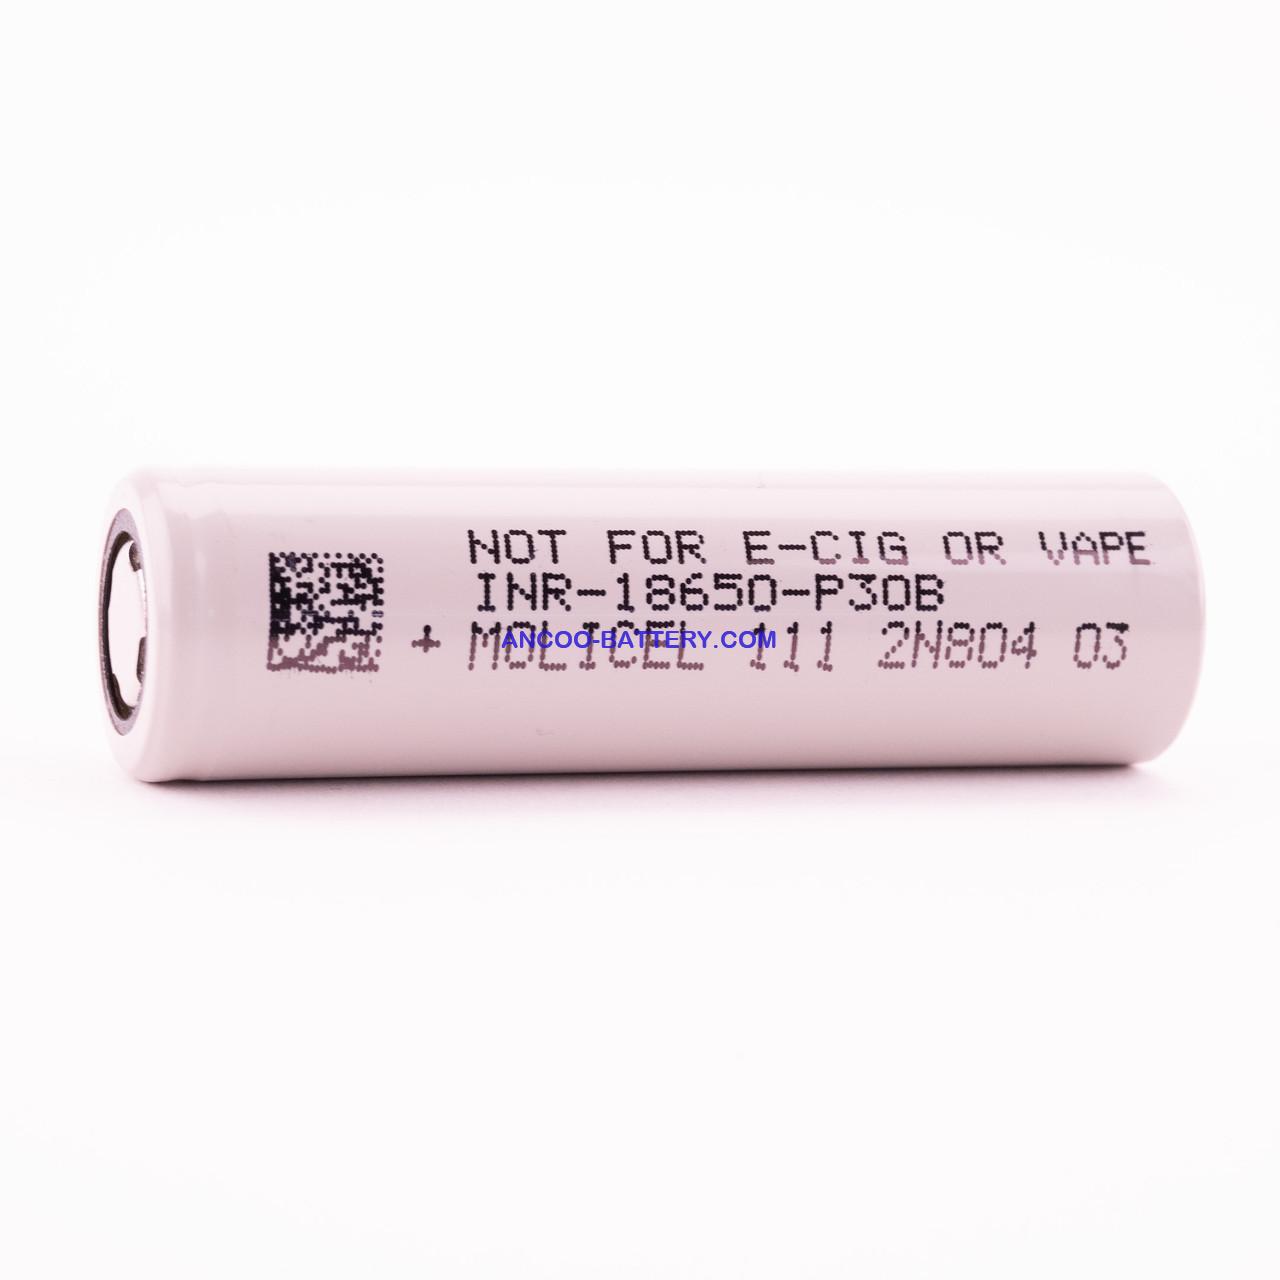 NOT FOR E-CIG OR VAPE
INR-18650-P30B
+ MOLICEL 111 2N804 03
ANCOO-BATTERY.COM